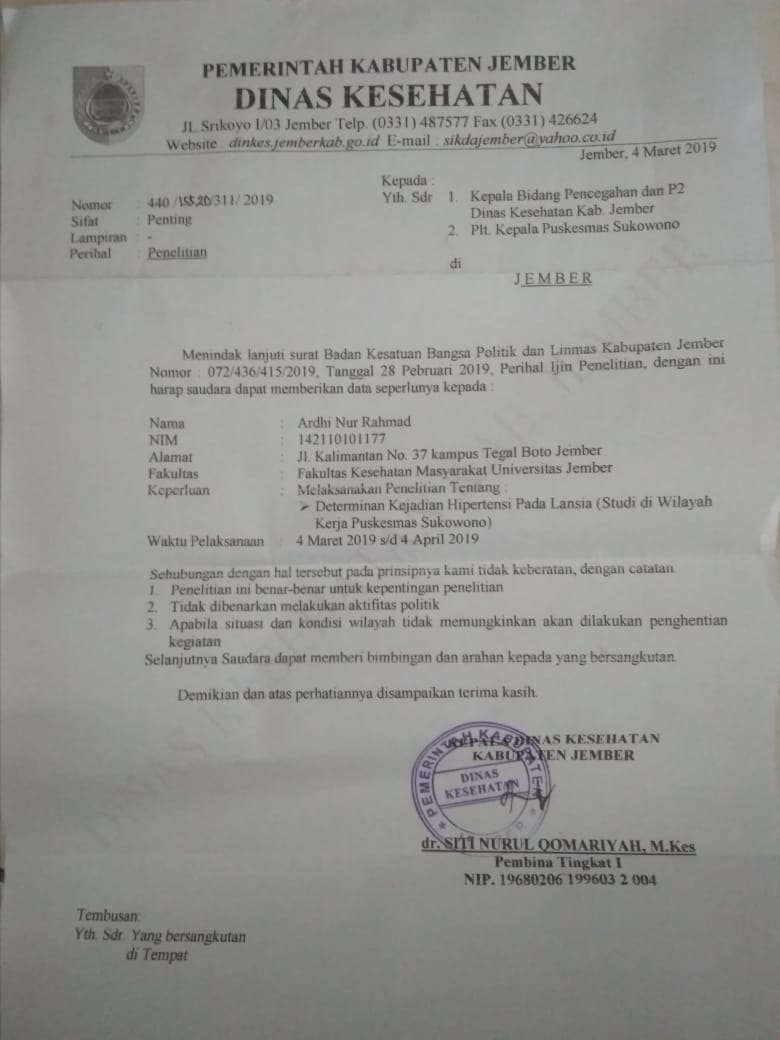 PEMERINTAH KABUPATEN JEMBER
DINAS KESEHATAN
Jl. Srikoyo I/03 Jember Telp. (0331) 487577 Fax (0331) 426624
Website : dinkes.jemberkab.go.id E-mail : sikdajember@yahoo.co.id
Jember, 4 Maret 2019
Kepada :
Nomor : 440 / /311/ 2019
Sifat : Penting
Lampiran : -
Perihal : Penelitian
Yth. Sdr 1. Kepala Bidang Pencegahan dan P2
Dinas Kesehatan Kab. Jember
2. Plt. Kepala Puskesmas Sukowono
di
JEMBER
Menindak lanjuti surat Badan Kesatuan Bangsa Politik dan Linmas Kabupaten Jember
Nomor : 072/436/415/2019, Tanggal 28 Pebruari 2019, Perihal Ijin Penelitian, dengan ini
harap saudara dapat memberikan data seperlunya kepada :
Nama : Ardhi Nur Rahmad
NIM : 142110101177
Alamat : Jl. Kalimantan No. 37 kampus Tegal Boto Jember
Fakultas : Fakultas Kesehatan Masyarakat Universitas Jember
Keperluan : Melaksanakan Penelitian Tentang :
➢ Determinan Kejadian Hipertensi Pada Lansia (Studi di Wilayah
Kerja Puskesmas Sukowono)
Waktu Pelaksanaan : 4 Maret 2019 s/d 4 April 2019
Sehubungan dengan hal tersebut pada prinsipnya kami tidak keberatan, dengan catatan:
1. Penelitian ini benar-benar untuk kepentingan penelitian
2. Tidak dibenarkan melakukan aktifitas politik
3. Apabila situasi dan kondisi wilayah tidak memungkinkan akan dilakukan penghentian
kegiatan
Selanjutnya Saudara dapat memberi bimbingan dan arahan kepada yang bersangkutan.
Demikian dan atas perhatiannya disampaikan terima kasih.
KEPALA DINAS KESEHATAN
KABUPATEN JEMBER
PEMERINTAH KABUPATEN
DINAS
KESEHATAN
JEMBER
dr. SITI NURUL QOMARIYAH, M.Kes
Pembina Tingkat I
NIP. 19680206 199603 2 004
Tembusan:
Yth. Sdr. Yang bersangkutan
di Tempat